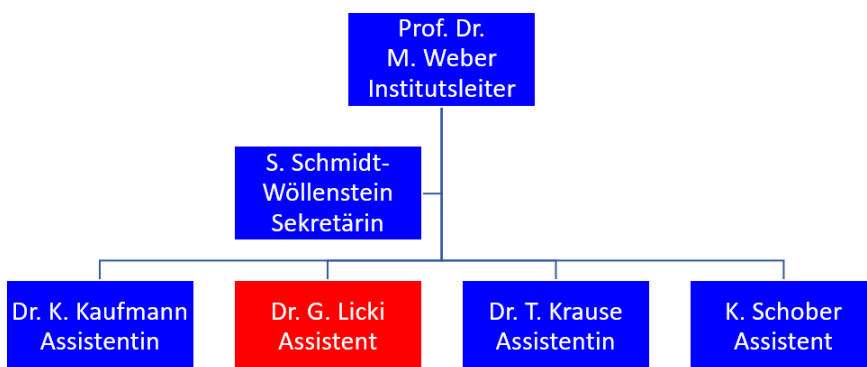 Prof. Dr.
M. Weber
Institutsleiter
S. Schmidt-
Wöllenstein
Sekretärin
Dr. K. Kaufmann
Assistentin
Dr. G. Licki
Assistent
Dr. T. Krause
Assistentin
K. Schober
Assistent